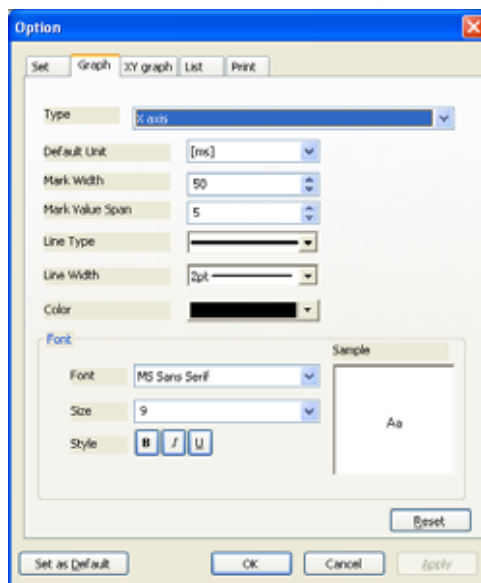 Option
Set Graph XY graph List Print
Type X axis
Default Unit [ms]
Mark Width 50
Mark Value Span 5
Line Type
Line Width 2pt
Color
Font
Sample
Font MS Sans Serif
Size 9
Aa
Style B I U
Reset
Set as Default OK Cancel Apply